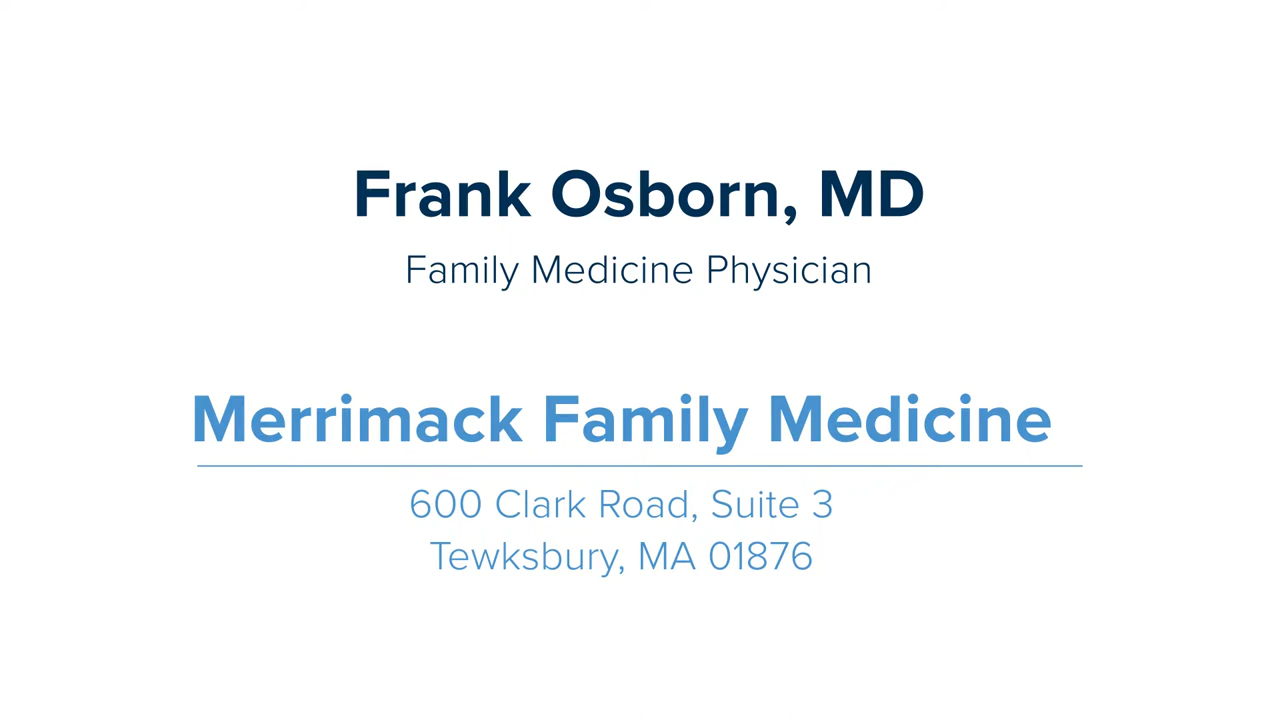 Frank Osborn, MD
Family Medicine Physician
Merrimack Family Medicine
600 Clark Road, Suite 3
Tewksbury, MA 01876